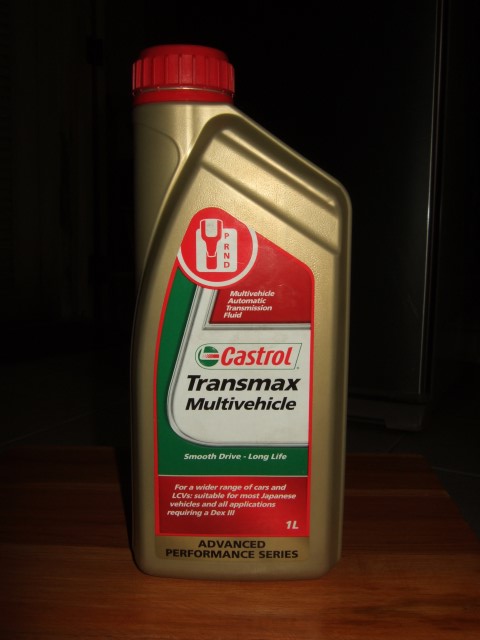 P
R
N
D
Multivehicle
Automatic
Transmission
Fluid
Castrol
Transmax
Multivehicle
Smooth Drive - Long Life
For a wider range of cars and
LCVs: suitable for most Japanese
vehicles and all applications
requiring a Dex III
1L
ADVANCED
PERFORMANCE SERIES